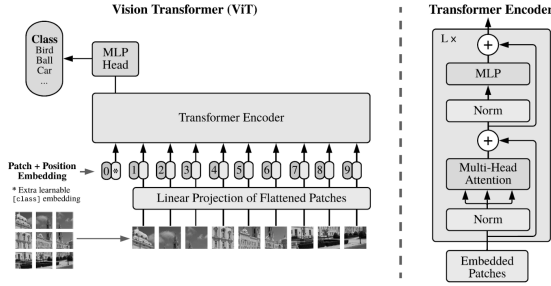 Vision Transformer (ViT)
Class
Bird
Ball
Car
...
MLP
Head
Transformer Encoder
Patch + Position
Embedding
* Extra learnable
[class] embedding
0 *
1
2
3
4
5
6
7
8
9
Linear Projection of Flattened Patches
Transformer Encoder
L ×
+
MLP
Norm
+
Multi-Head
Attention
Norm
Embedded
Patches